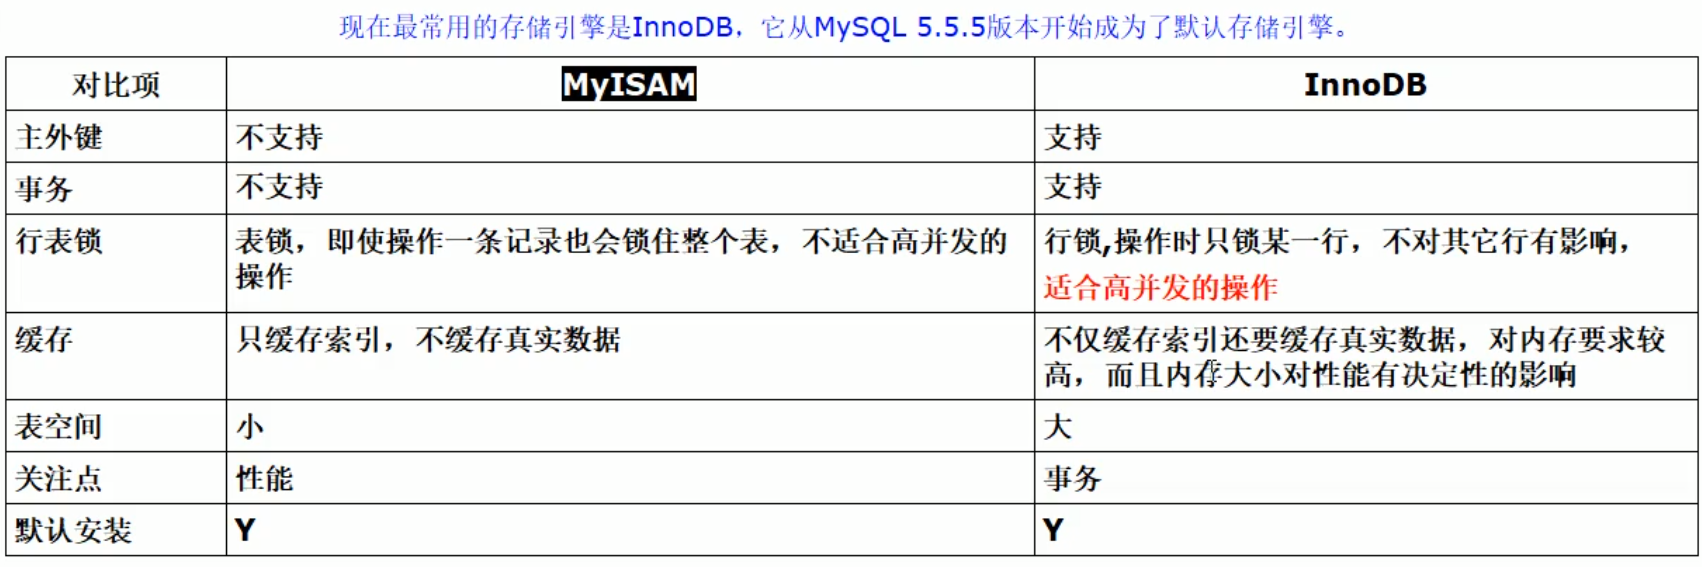 现在最常用的存储引擎是InnoDB，它从MySQL 5.5.5版本开始成为了默认存储引擎。
对比项 MyISAM InnoDB
主外键 不支持 支持
事务 不支持 支持
行表锁 表锁，即使操作一条记录也会锁住整个表，不适合高并发的
操作
行锁,操作时只锁某一行，不对其它行有影响，
适合高并发的操作
缓存 只缓存索引，不缓存真实数据
不仅缓存索引还要缓存真实数据，对内存要求较
高，而且内存大小对性能有决定性的影响
表空间 小 大
关注点 性能 事务
默认安装 Y Y